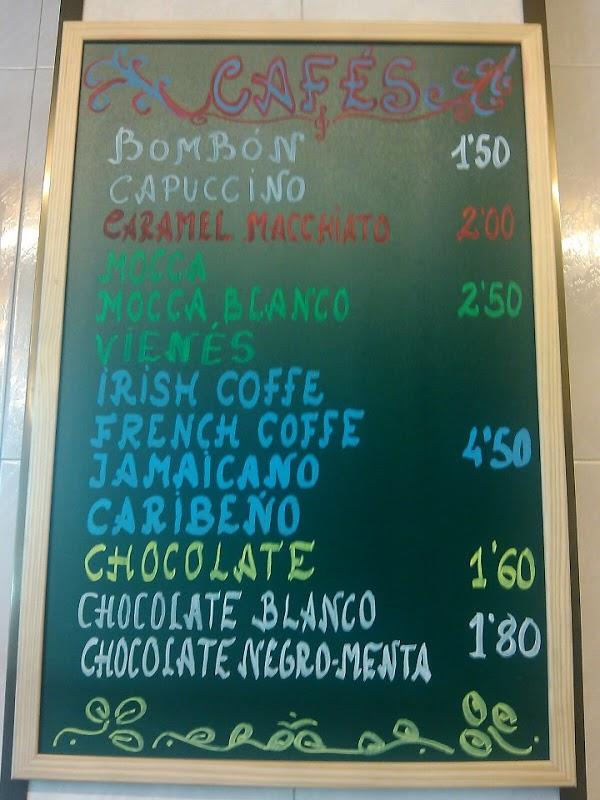 CAFÉS
BOMBÓN 1'50
CAPUCCINO
CARAMEL MACCHIATO 2'00
MOCCA
MOCCA BLANCO 2'50
VIENÉS
IRISH COFFE
FRENCH COFFE 4'50
JAMAICANO
CARIBEÑO
CHOCOLATE 1'60
CHOCOLATE BLANCO 1'80
CHOCOLATE NEGRO-MENTA